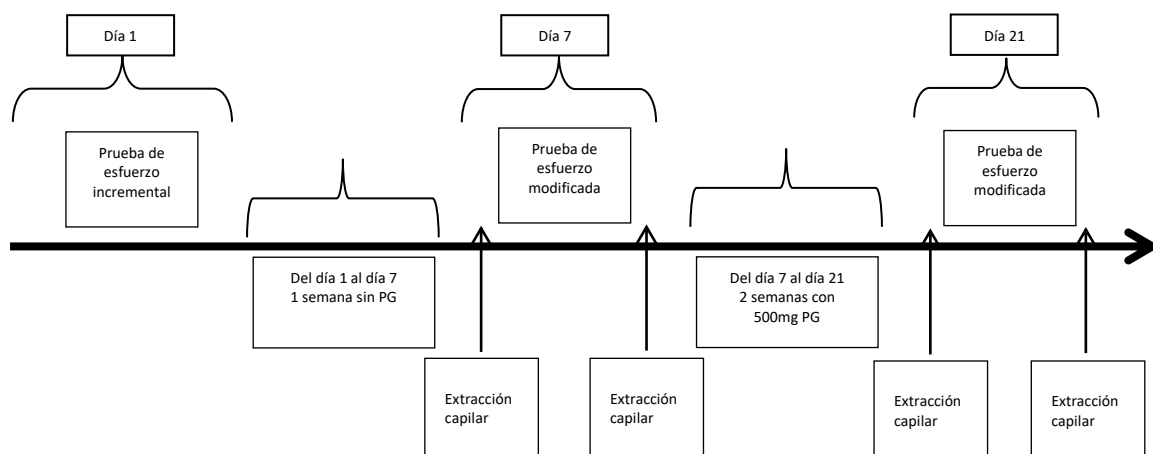 Día 1
Día 7
Día 21
Prueba de
esfuerzo
incremental
Prueba de
esfuerzo
modificada
Prueba de
esfuerzo
modificada
Del día 1 al día 7
1 semana sin PG
Del día 7 al día 21
2 semanas con
500mg PG
Extracción
capilar
Extracción
capilar
Extracción
capilar
Extracción
capilar